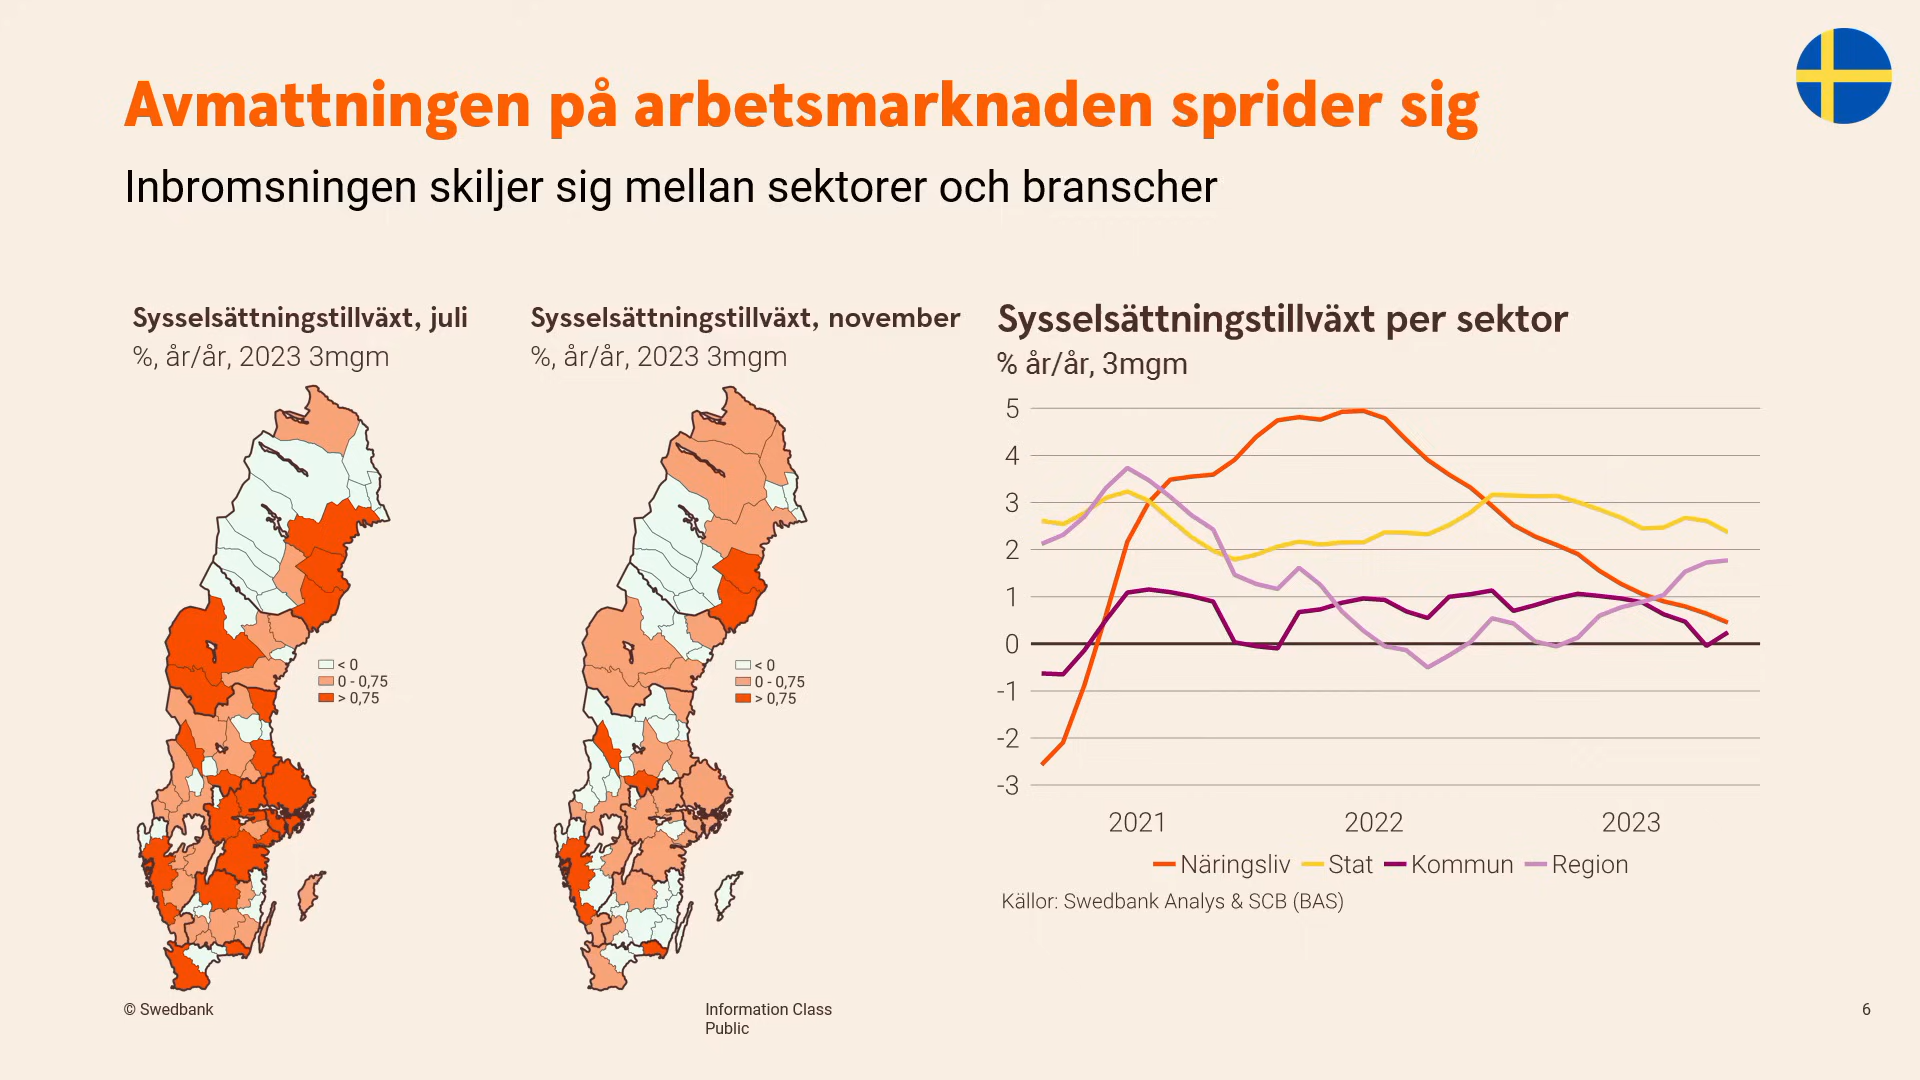 Avmattningen på arbetsmarknaden sprider sig
Inbromsningen skiljer sig mellan sektorer och branscher
Sysselsättningstillväxt, juli
%, år/år, 2023 3mgm
< 0
0 - 0,75
> 0,75
Sysselsättningstillväxt, november
%, år/år, 2023 3mgm
< 0
0 - 0,75
> 0,75
Sysselsättningstillväxt per sektor
% år/år, 3mgm
5
4
3
2
1
0
-1
-2
-3
2021 2022 2023
Näringsliv Stat Kommun Region
Källor: Swedbank Analys & SCB (BAS)
© Swedbank
Information Class
Public
6